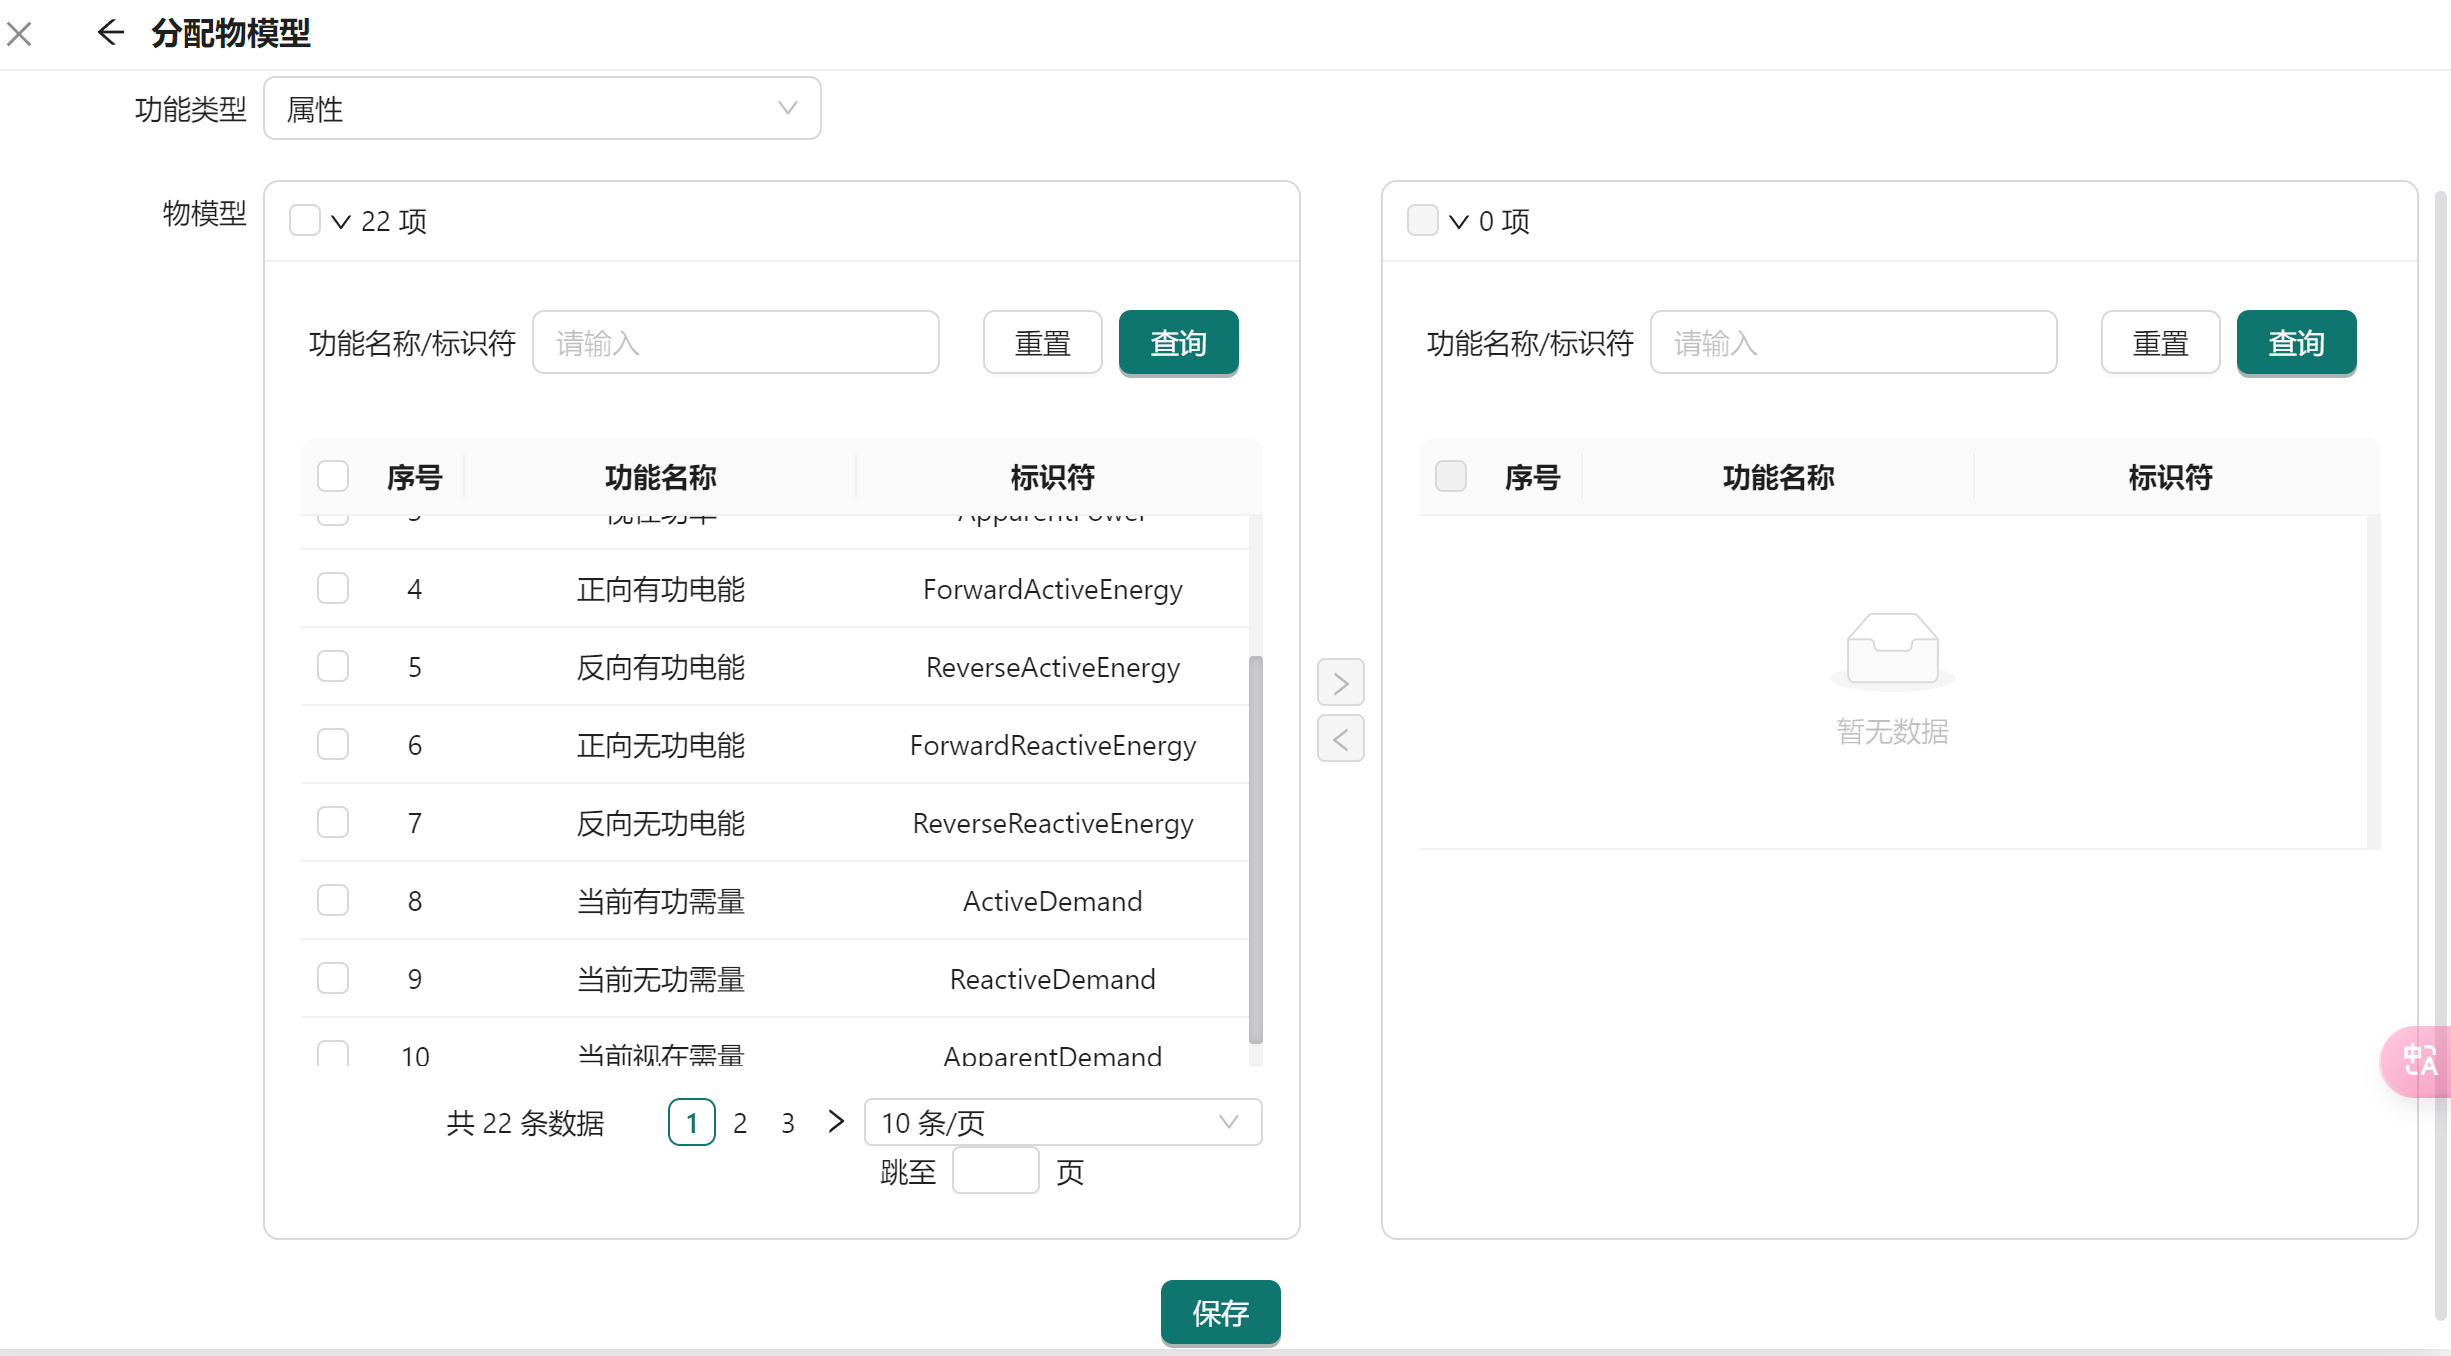 分配物模型
功能类型 属性
物模型
22 项
功能名称/标识符 请输入 重置 查询
序号 功能名称 标识符
4 正向有功电能 ForwardActiveEnergy
5 反向有功电能 ReverseActiveEnergy
6 正向无功电能 ForwardReactiveEnergy
7 反向无功电能 ReverseReactiveEnergy
8 当前有功需量 ActiveDemand
9 当前无功需量 ReactiveDemand
10 当前视在需量 ApparentDemand
共 22 条数据 1 2 3 10 条/页
跳至 页
0 项
功能名称/标识符 请输入 重置 查询
序号 功能名称 标识符
暂无数据
中A
保存